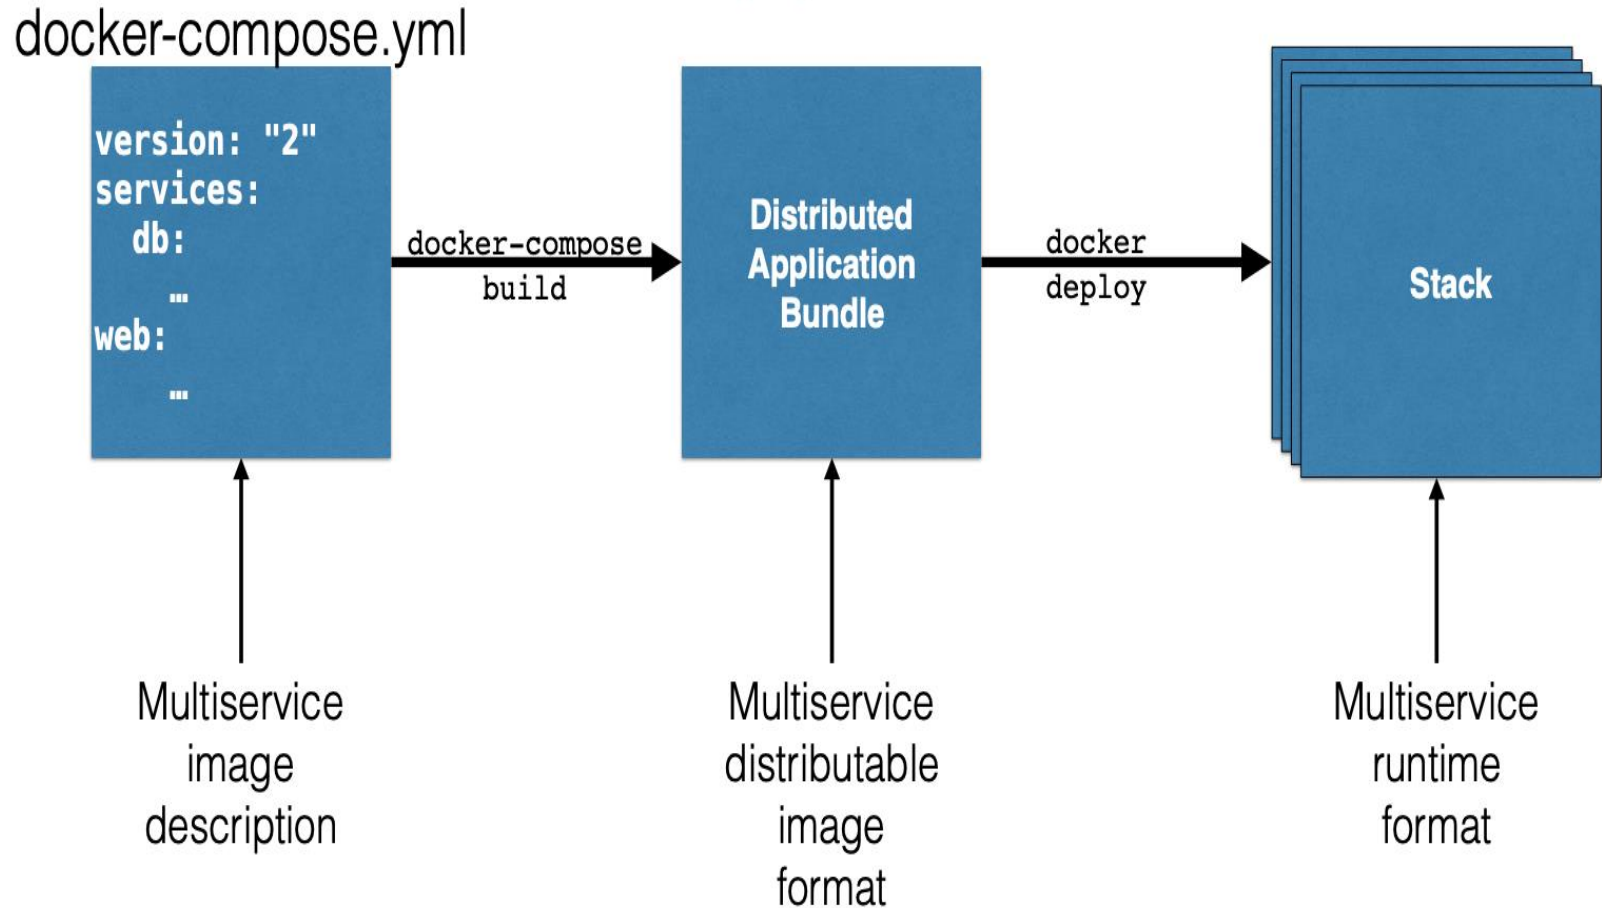 docker-compose.yml
version: "2"
services:
  db:
    …
web:
    …
docker-compose
build
Distributed
Application
Bundle
docker
deploy
Stack
Multiservice
image
description
Multiservice
distributable
image
format
Multiservice
runtime
format